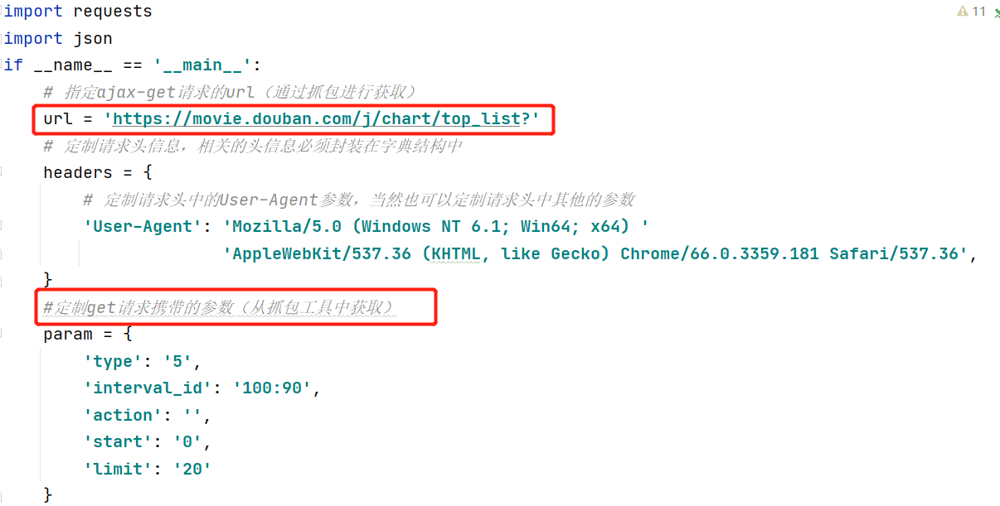 import requests
11
import json
if __name__ == '__main__':
    # 指定ajax-get请求的url（通过抓包进行获取）
    url = 'https://movie.douban.com/j/chart/top_list?'
    # 定制请求头信息，相关的头信息必须封装在字典结构中
    headers = {
        # 定制请求头中的User-Agent参数，当然也可以定制请求头中其他的参数
        'User-Agent': 'Mozilla/5.0 (Windows NT 6.1; Win64; x64) '
                      'AppleWebKit/537.36 (KHTML, like Gecko) Chrome/66.0.3359.181 Safari/537.36',
    }
    #定制get请求携带的参数（从抓包工具中获取）
    param = {
        'type': '5',
        'interval_id': '100:90',
        'action': '',
        'start': '0',
        'limit': '20'
    }